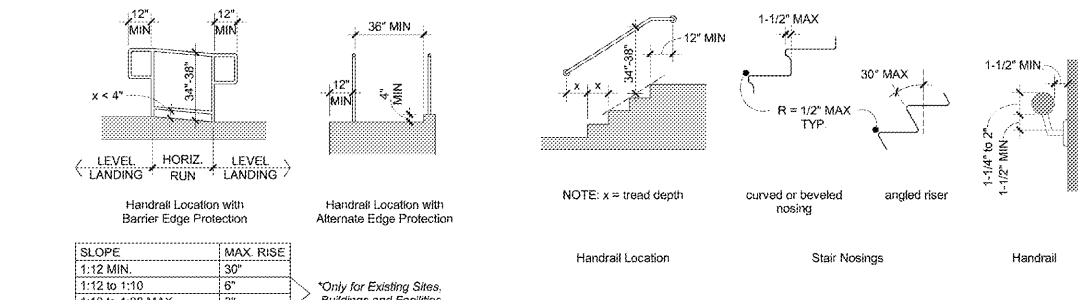 12" MIN
12" MIN
34"-38"
x < 4"
LEVEL LANDING
HORIZ. RUN
LEVEL LANDING
Handrail Location with
Barrier Edge Protection
36" MIN
12" MIN
4" MIN
Handrail Location with
Alternate Edge Protection
SLOPE MAX. RISE
1:12 MIN. 30"
1:12 to 1:10 6"
*Only for Existing Sites,
12" MIN
34"-38"
x x
NOTE: x = tread depth
Handrail Location
1-1/2" MAX
R = 1/2" MAX
TYP.
30° MAX
curved or beveled
nosing
angled riser
Stair Nosings
1-1/2" MIN
1-1/4" to 2"
1-1/2" MIN
Handrail